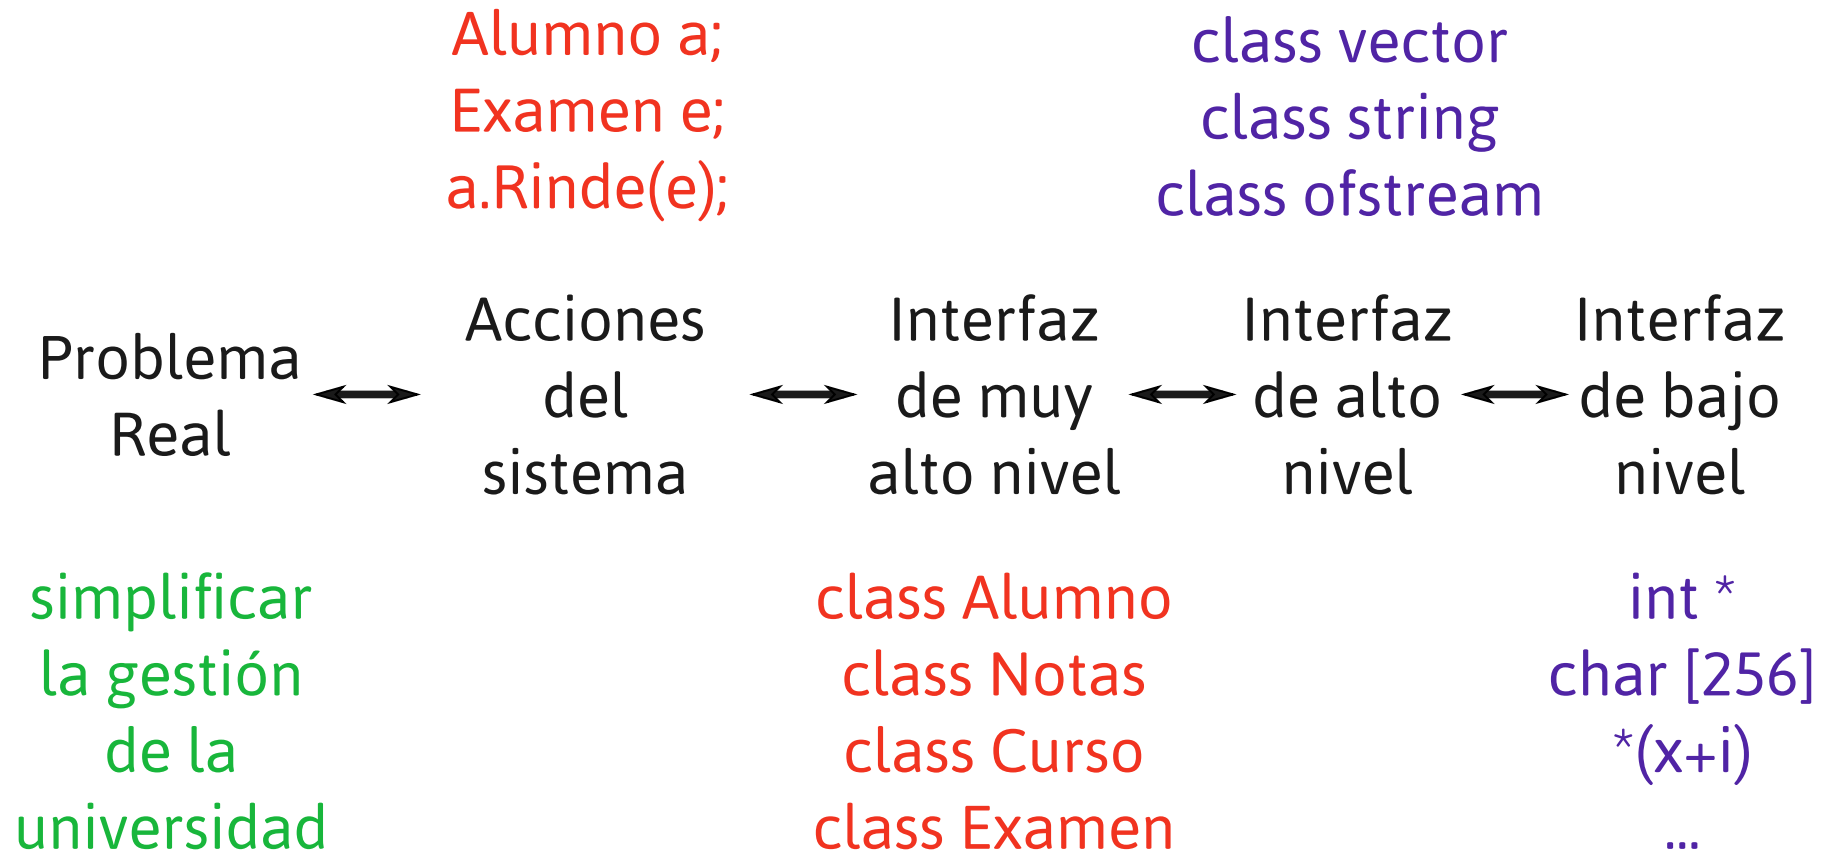 Alumno a;
Examen e;
a.Rinde(e);
class vector
class string
class ofstream
Problema
Real
Acciones
del
sistema
Interfaz
de muy
alto nivel
Interfaz
de alto
nivel
Interfaz
de bajo
nivel
simplificar
la gestión
de la
universidad
class Alumno
class Notas
class Curso
class Examen
int *
char [256]
*(x+i)
...